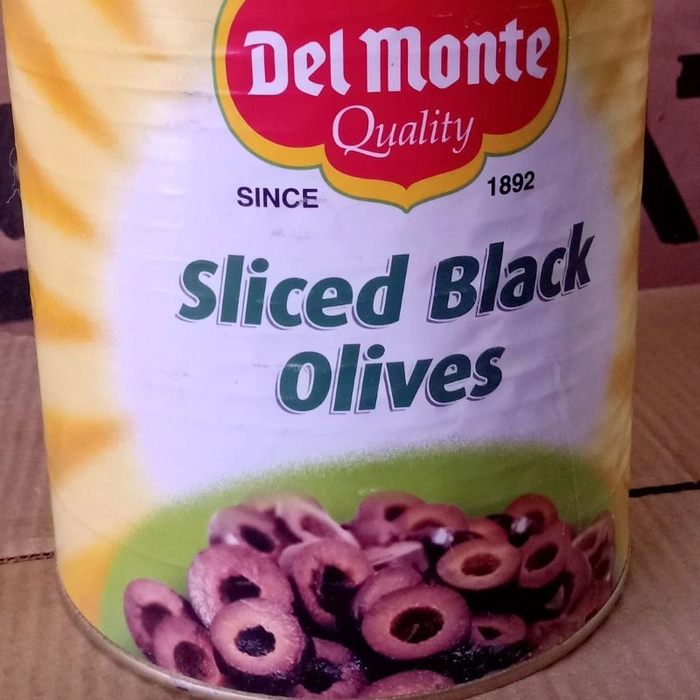 Del Monte
Quality
SINCE 1892
Sliced Black
Olives